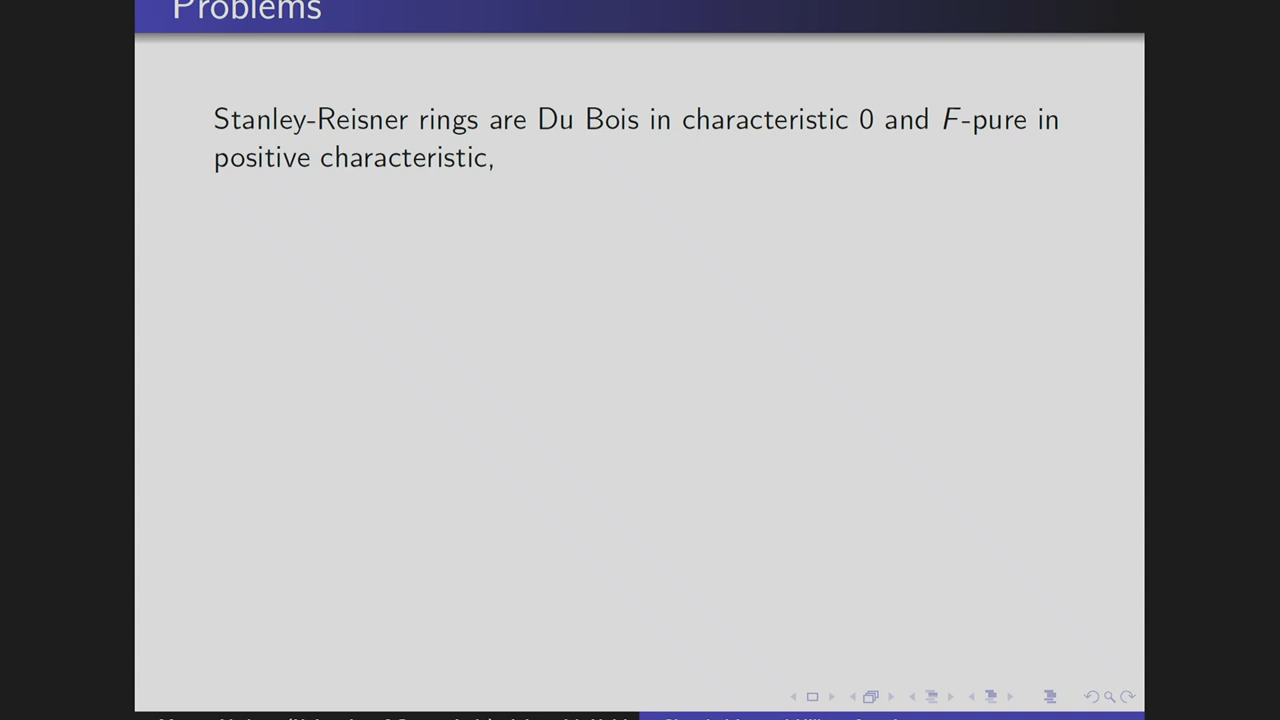 Problems
Stanley-Reisner rings are Du Bois in characteristic 0 and F-pure in
positive characteristic,